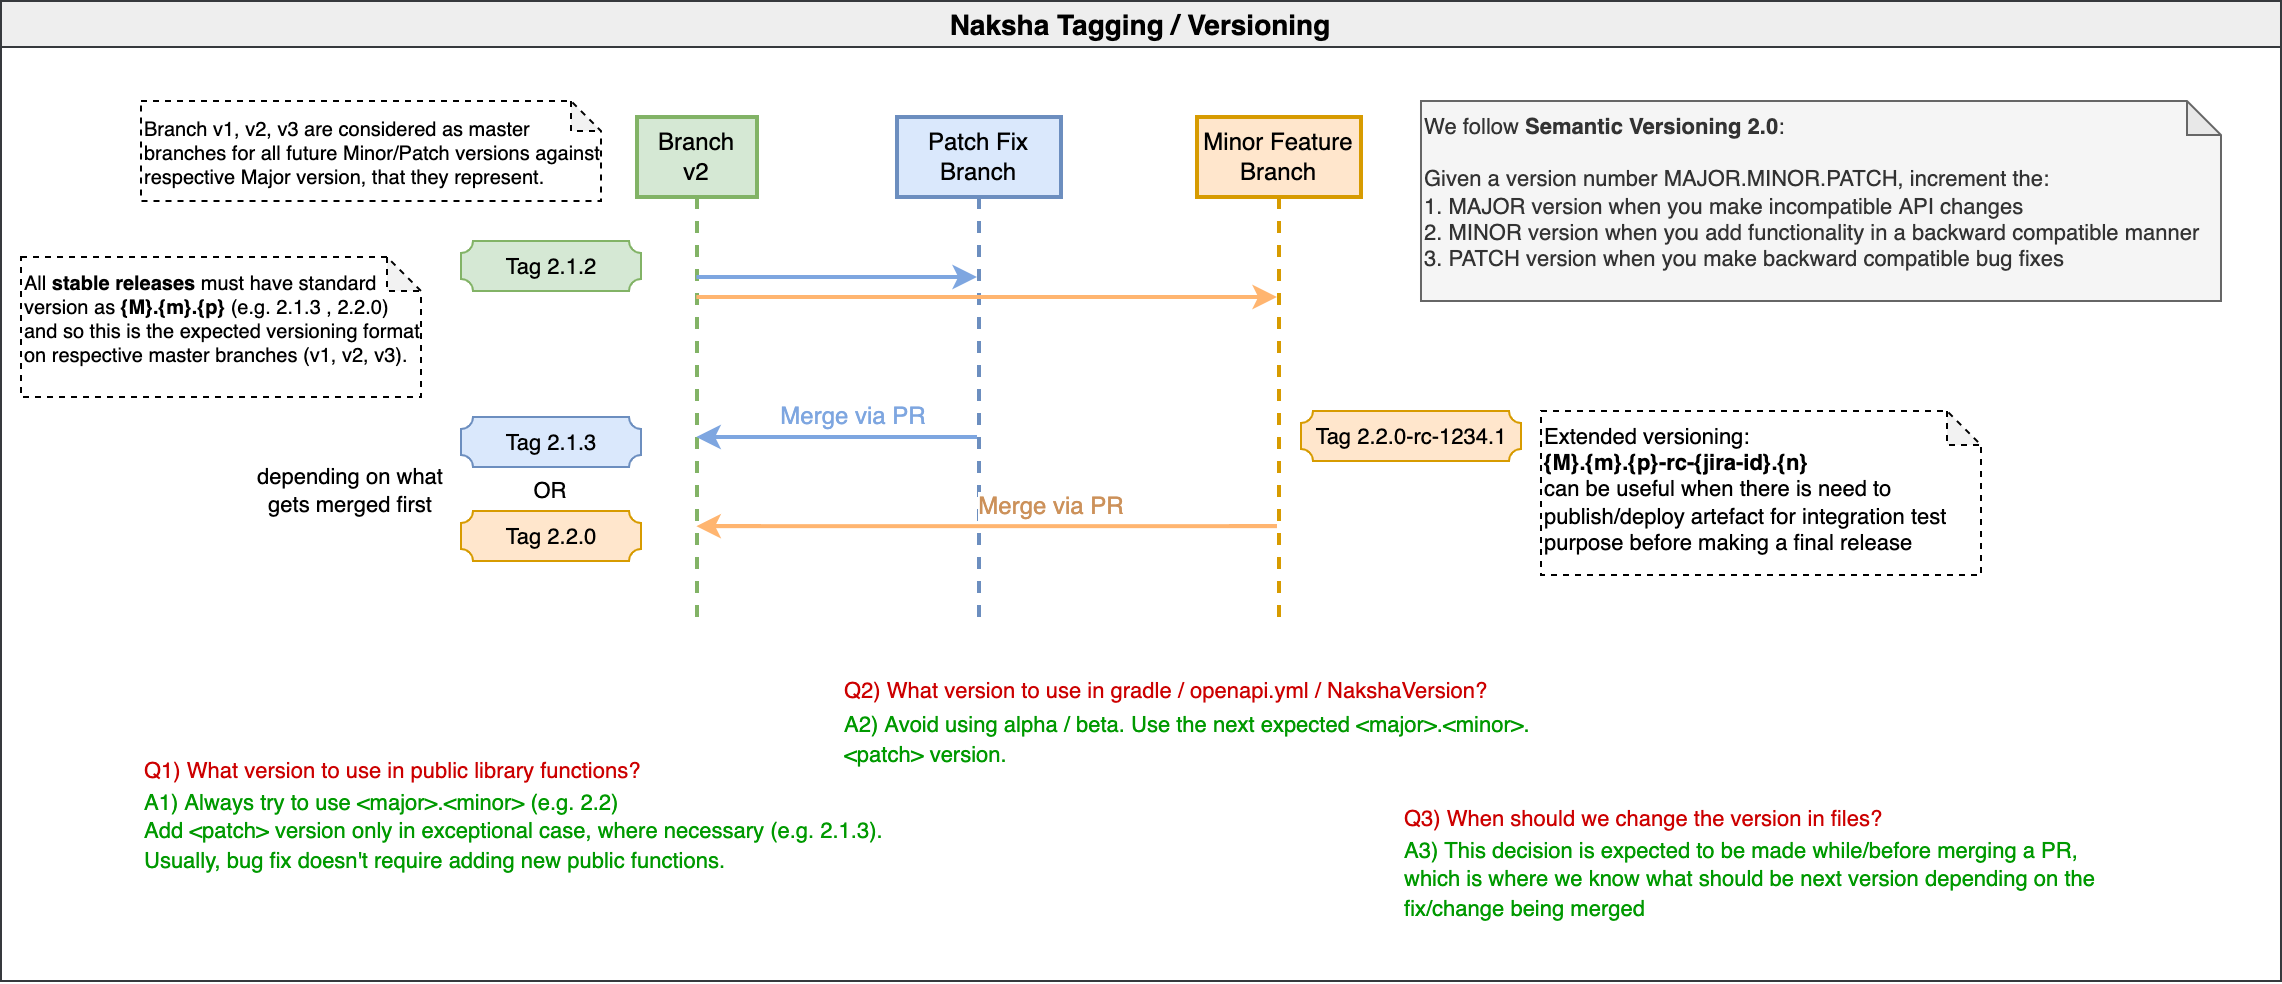 Naksha Tagging / Versioning
Branch v1, v2, v3 are considered as master
branches for all future Minor/Patch versions against
respective Major version, that they represent.
Branch
v2
Patch Fix
Branch
Minor Feature
Branch
We follow Semantic Versioning 2.0:
Given a version number MAJOR.MINOR.PATCH, increment the:
1. MAJOR version when you make incompatible API changes
2. MINOR version when you add functionality in a backward compatible manner
3. PATCH version when you make backward compatible bug fixes
Tag 2.1.2
All stable releases must have standard
version as {M}.{m}.{p} (e.g. 2.1.3 , 2.2.0)
and so this is the expected versioning format
on respective master branches (v1, v2, v3).
Merge via PR
Tag 2.1.3
depending on what
gets merged first
OR
Tag 2.2.0
Merge via PR
Tag 2.2.0-rc-1234.1
Extended versioning:
{M}.{m}.{p}-rc-{jira-id}.{n}
can be useful when there is need to
publish/deploy artefact for integration test
purpose before making a final release
Q2) What version to use in gradle / openapi.yml / NakshaVersion?
A2) Avoid using alpha / beta. Use the next expected <major>.<minor>.
<patch> version.
Q1) What version to use in public library functions?
A1) Always try to use <major>.<minor> (e.g. 2.2)
Add <patch> version only in exceptional case, where necessary (e.g. 2.1.3).
Usually, bug fix doesn't require adding new public functions.
Q3) When should we change the version in files?
A3) This decision is expected to be made while/before merging a PR,
which is where we know what should be next version depending on the
fix/change being merged